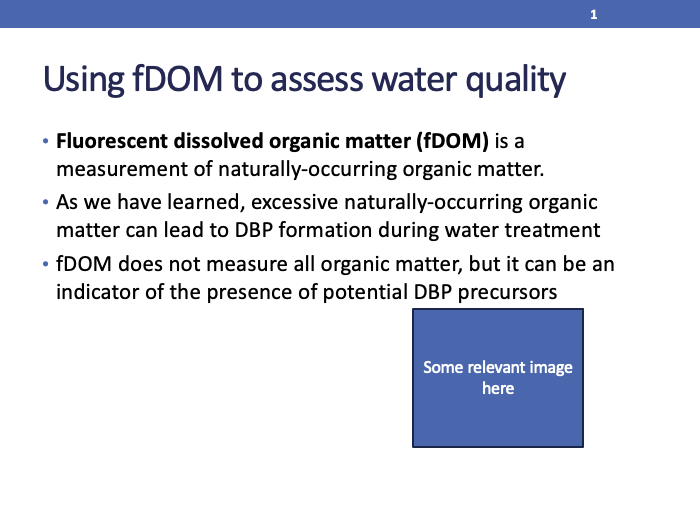 1
Using fDOM to assess water quality
• Fluorescent dissolved organic matter (fDOM) is a
measurement of naturally-occurring organic matter.
• As we have learned, excessive naturally-occurring organic
matter can lead to DBP formation during water treatment
• fDOM does not measure all organic matter, but it can be an
indicator of the presence of potential DBP precursors
Some relevant image
here